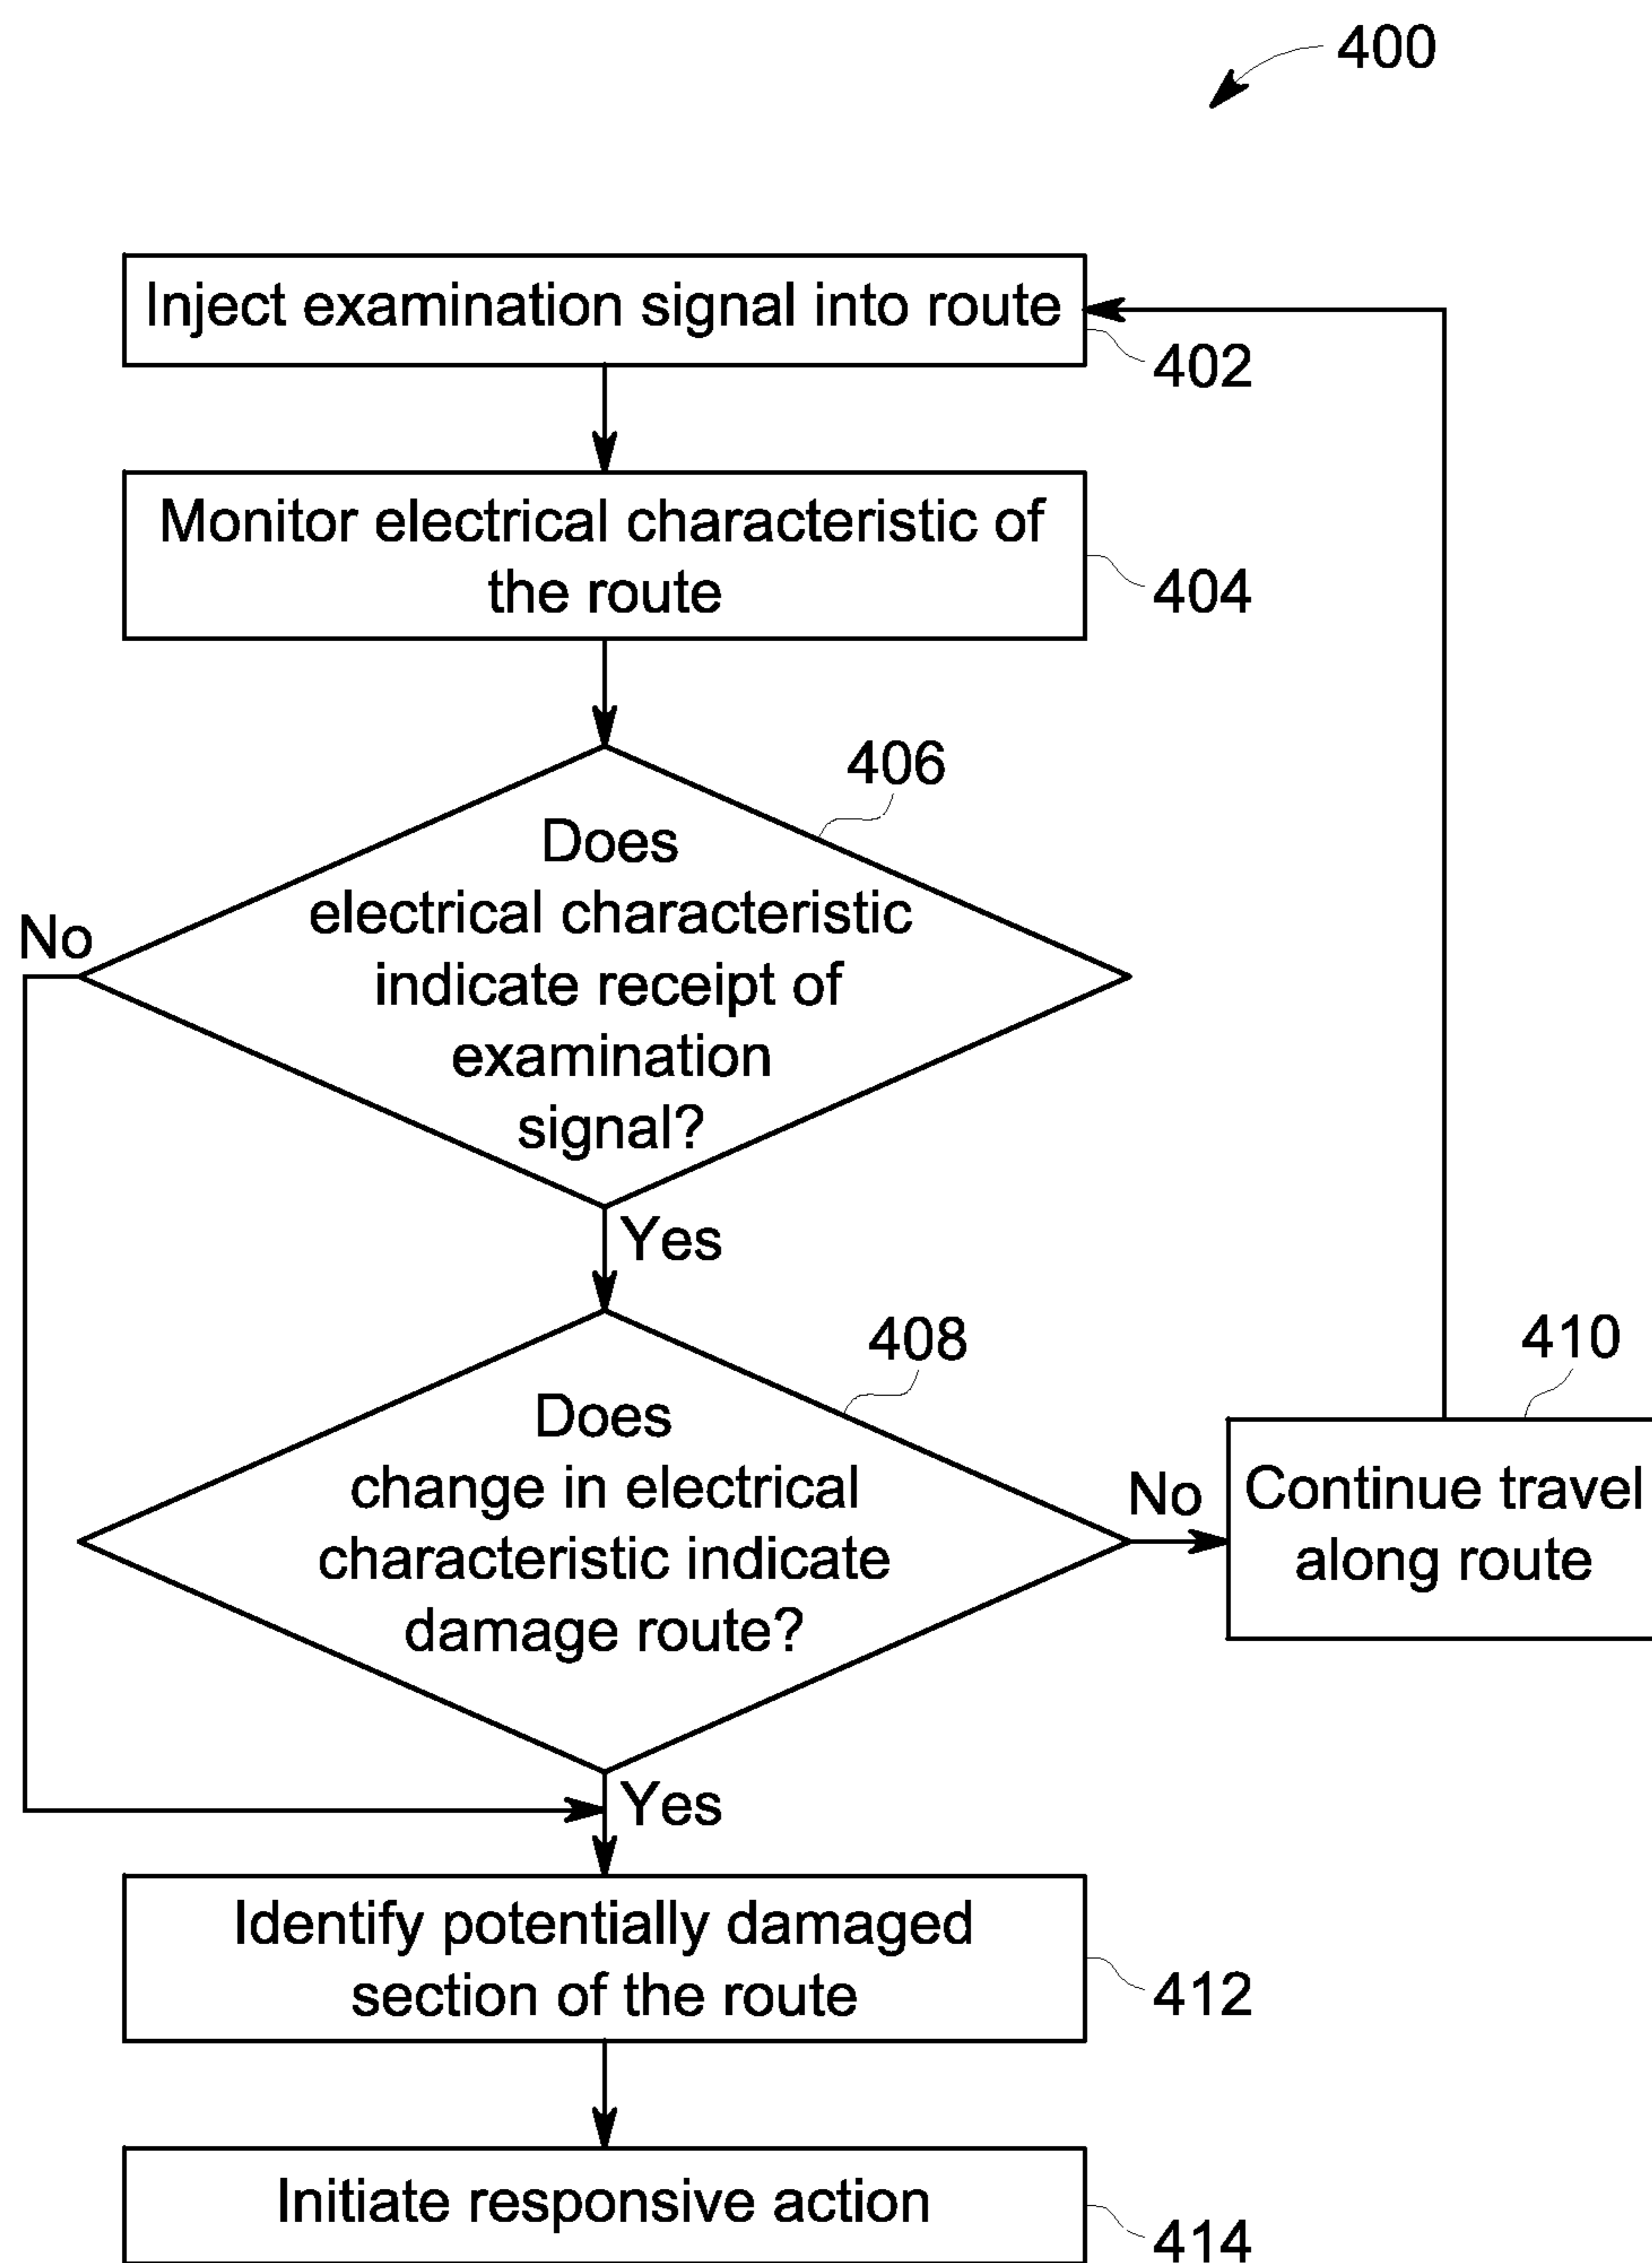 400
Inject examination signal into route
402
Monitor electrical characteristic of
the route
404
406
Does
electrical characteristic
indicate receipt of
examination
signal?
No
Yes
408
Does
change in electrical
characteristic indicate
damage route?
No
410
Continue travel
along route
Yes
Identify potentially damaged
section of the route
412
Initiate responsive action
414